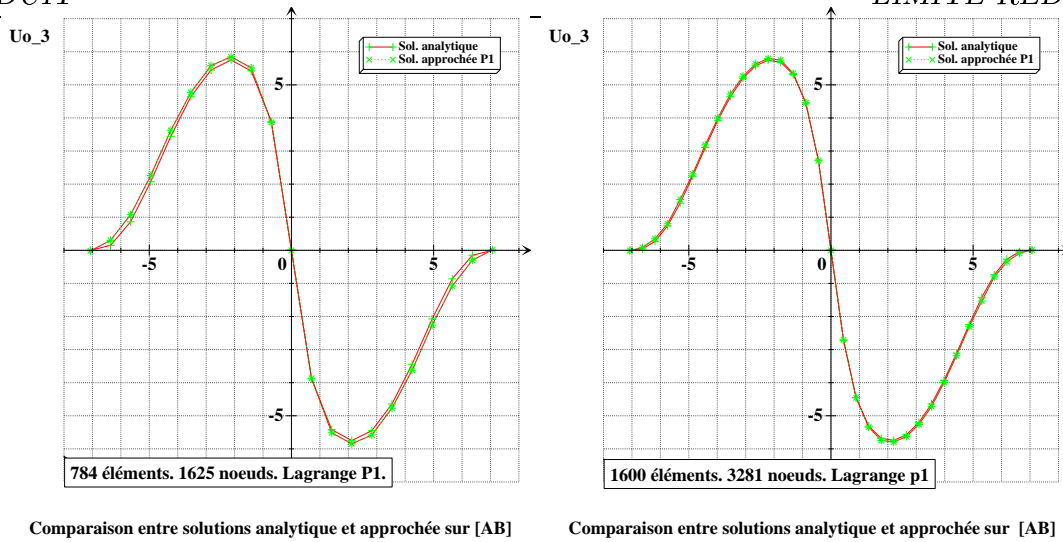 LIMITE RED
Uo_3
Sol. analytique
Sol. approchée P1
5
-5
0
5
-5
784 éléments. 1625 noeuds. Lagrange P1.
Comparaison entre solutions analytique et approchée sur [AB]
Uo_3
Sol. analytique
Sol. approchée P1
5
-5
0
5
-5
1600 éléments. 3281 noeuds. Lagrange p1
Comparaison entre solutions analytique et approchée sur [AB]